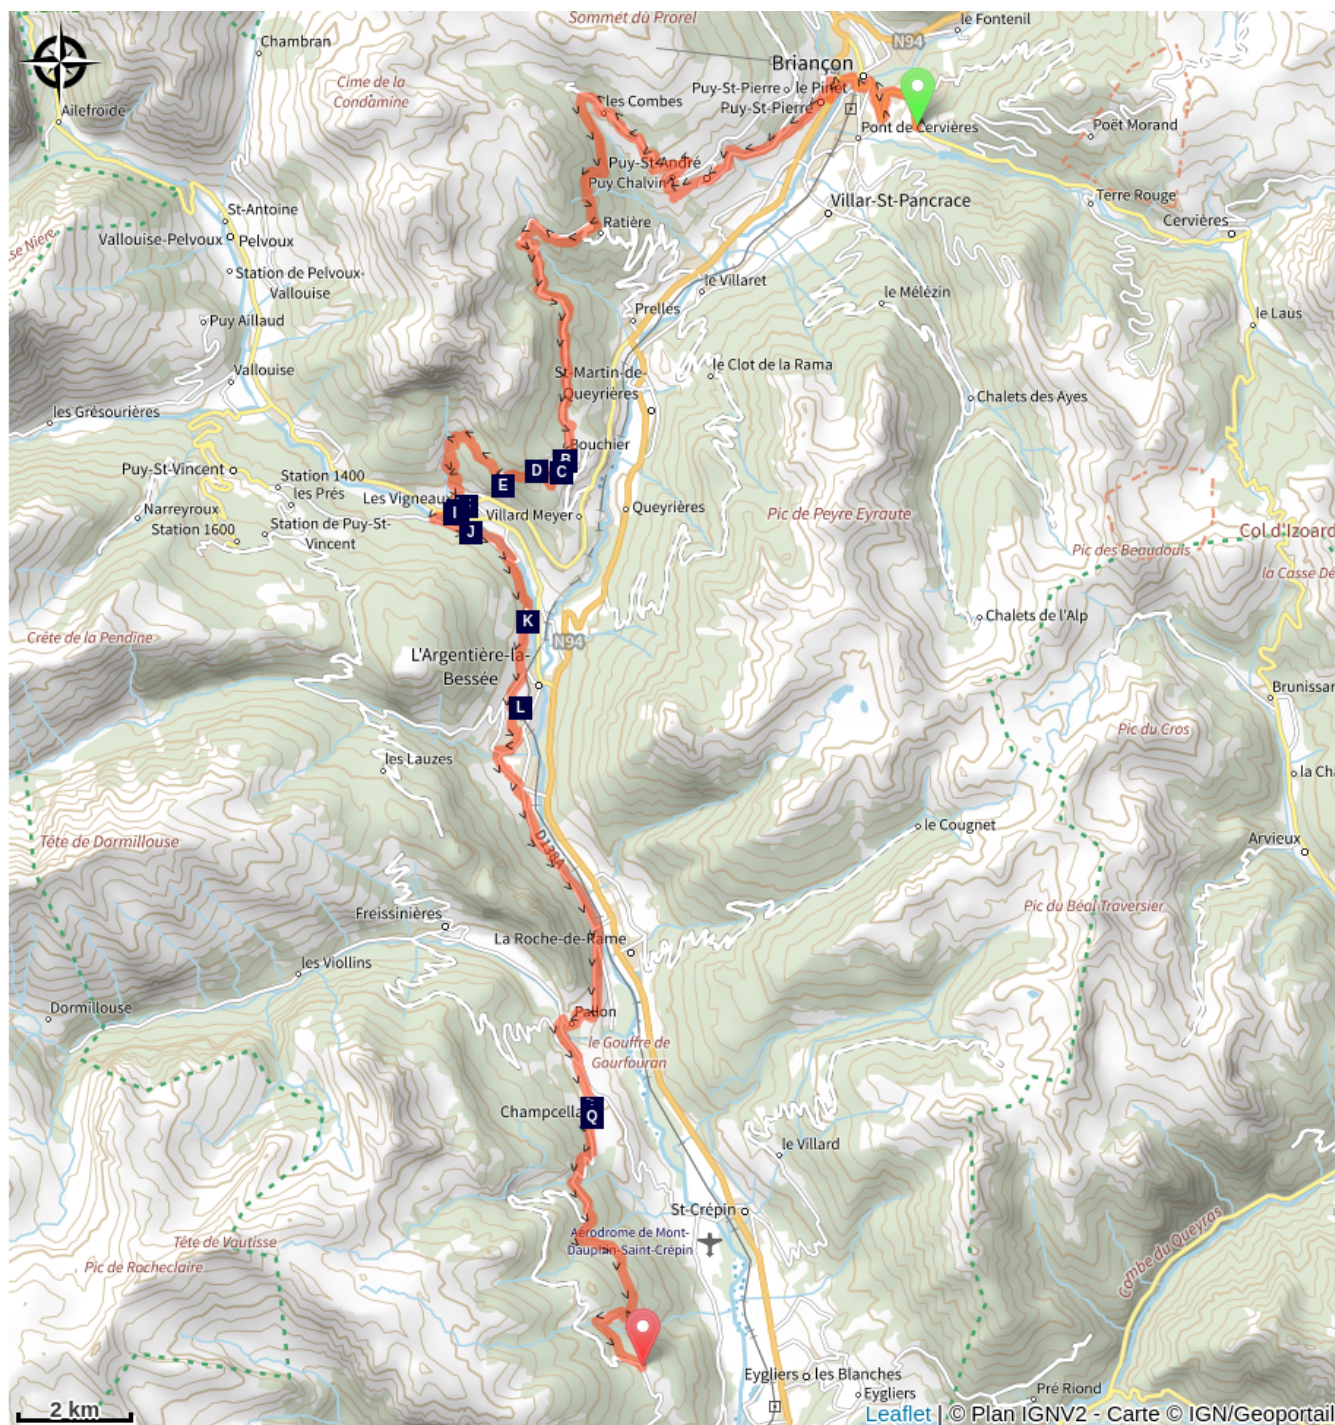 Sommet du Prorel
le Fontenil
N94
Chambran
Briançon
Cime de la
Condamine
Puy-St-Pierre
le Pinet
Ailefroide
les Combes
Puy-St-Pierre
Pont de Cervières
Poët Morand
Puy-St-André
Puy Chalvin
Terre Rouge
St-Antoine
Villar-St-Pancrace
Cervières
Ratière
Vallouise-Pelvoux
Pelvoux
se Niere
Station de Pelvoux-
Vallouise
le Villaret
le Mélézin
Prelles
le Laus
Puy Aillaud
Vallouise
le Clot de la Rama
St-Martin-de-
Queyrières
Chalets des Ayes
les Grésourières
Bouchier
B
D
C
Puy-St-Vincent
Station 1400
les Prés
E
Les Vigneaux
I
Narreyroux
Villard Meyer
Queyrières
Pic de Peyre Eyraute
Station 1600
Station de Puy-St-
Vincent
J
Col d'Izoard
Pic des Beaudouis
la Casse Dé
Chalets de l'Alp
K
Crête de la Pendine
N94
L'Argentière-la-
Bessée
Brunissar
L
Pic du Cros
les Lauzes
la Ch
le Cougnet
Tête de Dormillouse
D138A
Arvieux
Pic du Béal Traversier
Freissinières
La Roche-de-Rame
les Viollins
Dormillouse
Pallon
le Gouffre de
Gourfouran
Champcella
Q
le Villard
St-Crépin
Aérodrome de Mont-
Dauphin-Saint-Crépin
Tête de Vautisse
Pic de Rocheclaire
Combe du Queyras
Eygliers
les Blanches
Eygliers
Pré Riond
2 km
Leaflet | © Plan IGNV2 - Carte © IGN/Geoportail